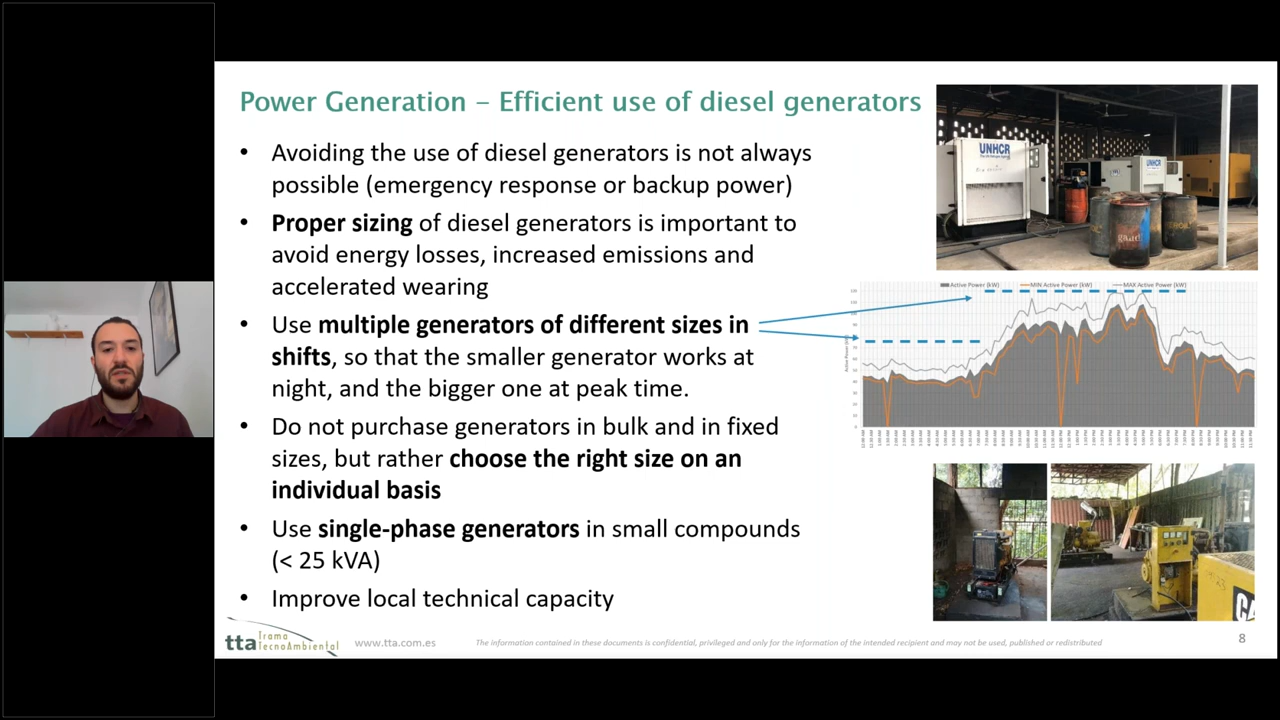 Power Generation – Efficient use of diesel generators
• Avoiding the use of diesel generators is not always
possible (emergency response or backup power)
• Proper sizing of diesel generators is important to
avoid energy losses, increased emissions and
accelerated wearing
• Use multiple generators of different sizes in
shifts, so that the smaller generator works at
night, and the bigger one at peak time.
• Do not purchase generators in bulk and in fixed
sizes, but rather choose the right size on an
individual basis
• Use single-phase generators in small compounds
(< 25 kVA)
• Improve local technical capacity
UNHCR
UNHCR
Active Power (kW)
MIN Active Power (kW)
MAX Active Power (kW)
CA
tta Trama
TecnoAmbiental
www.tta.com.es
The information contained in these documents is confidential, privileged and only for the information of the intended recipient and may not be used, published or redistributed
8